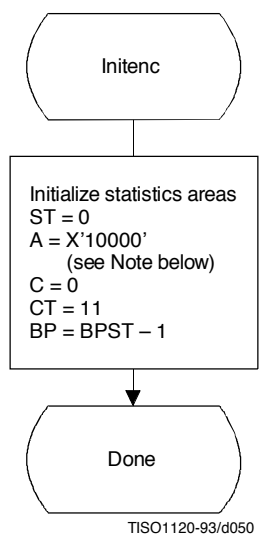 Initenc
Initialize statistics areas
ST = 0
A = X'10000'
(see Note below)
C = 0
CT = 11
BP = BPST – 1
Done
TISO1120-93/d050